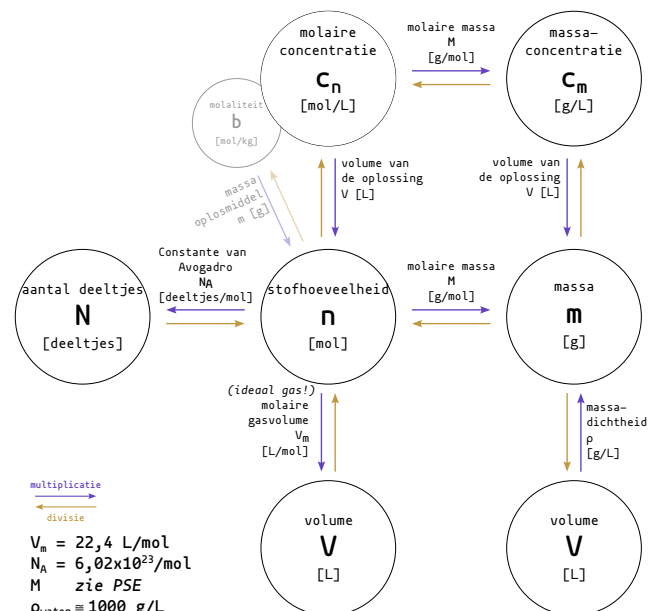 molaire
concentratie
Cn
[mol/L]
molaire massa
M
[g/mol]
massa–
concentratie
Cm
[g/L]
molaliteit
b
[mol/kg]
massa
oplosmiddel
m [g]
volume van
de oplossing
V [L]
volume van
de oplossing
V [L]
aantal deeltjes
N
[deeltjes]
Constante van
Avogadro
NA
[deeltjes/mol]
stofhoeveelheid
n
[mol]
molaire massa
M
[g/mol]
massa
m
[g]
(ideaal gas!)
molaire
gasvolume
Vm
[L/mol]
massa–
dichtheid
ρ
[g/L]
volume
V
[L]
volume
V
[L]
multiplicatie
divisie
Vm = 22,4 L/mol
NA = 6,02x10²³/mol
M zie PSE
ρwater ≅ 1000 g/L